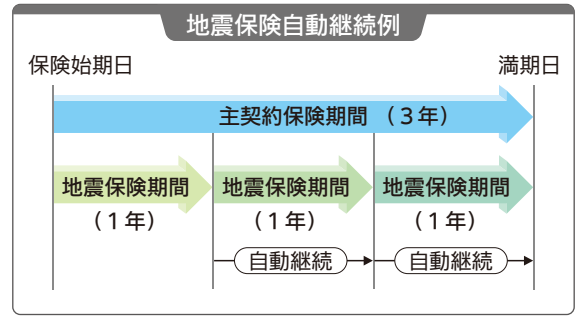 地震保険自動継続例
保険始期日
満期日
主契約保険期間 （3年）
地震保険期間
（1年）
地震保険期間
（1年）
地震保険期間
（1年）
自動継続
自動継続